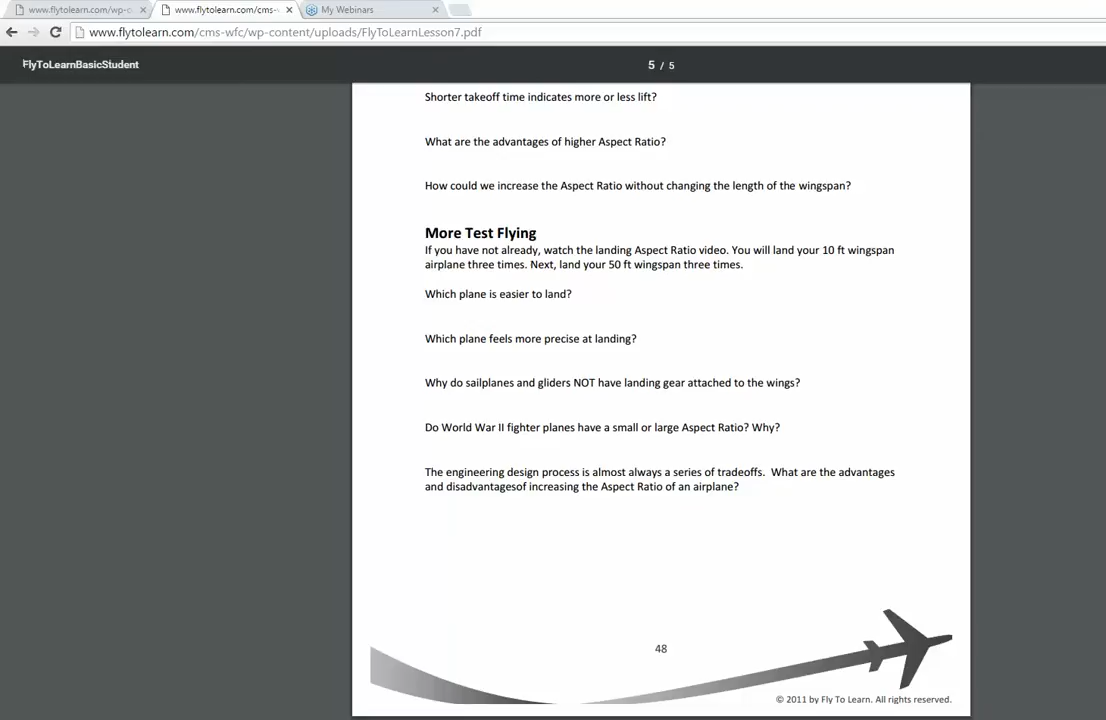 www.flytolearn.com/wp-c
www.flytolearn.com/cms-w
My Webinars
www.flytolearn.com/cms-wfc/wp-content/uploads/FlyToLearnLesson7.pdf
FlyToLearnBasicStudent
5 / 5
Shorter takeoff time indicates more or less lift?
What are the advantages of higher Aspect Ratio?
How could we increase the Aspect Ratio without changing the length of the wingspan?
More Test Flying
If you have not already, watch the landing Aspect Ratio video. You will land your 10 ft wingspan
airplane three times. Next, land your 50 ft wingspan three times.
Which plane is easier to land?
Which plane feels more precise at landing?
Why do sailplanes and gliders NOT have landing gear attached to the wings?
Do World War II fighter planes have a small or large Aspect Ratio? Why?
The engineering design process is almost always a series of tradeoffs. What are the advantages
and disadvantagesof increasing the Aspect Ratio of an airplane?
48
© 2011 by Fly To Learn. All rights reserved.